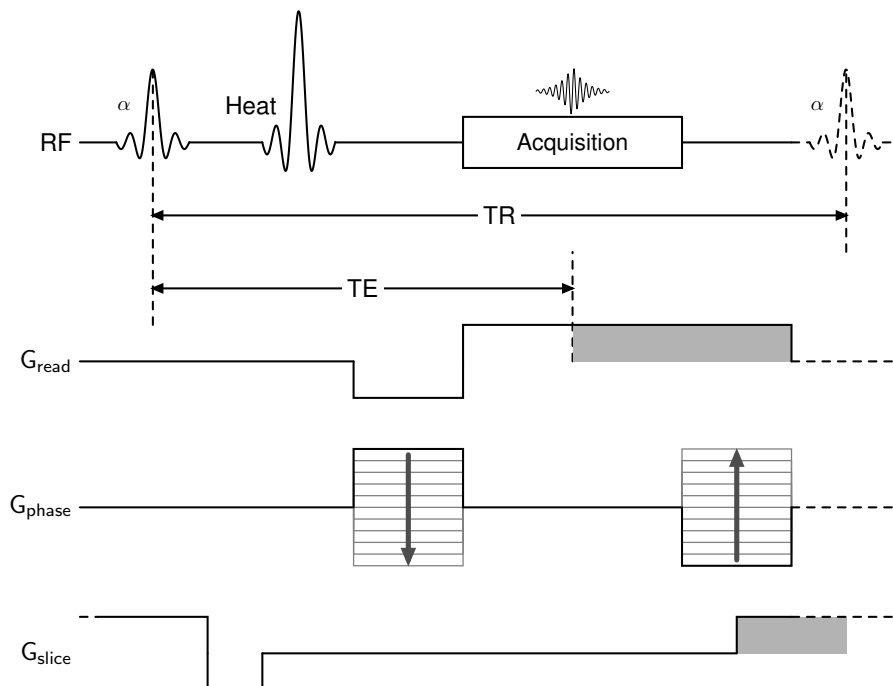 α
Heat
α
RF
Acquisition
TR
TE
Gread
Gphase
Gslice